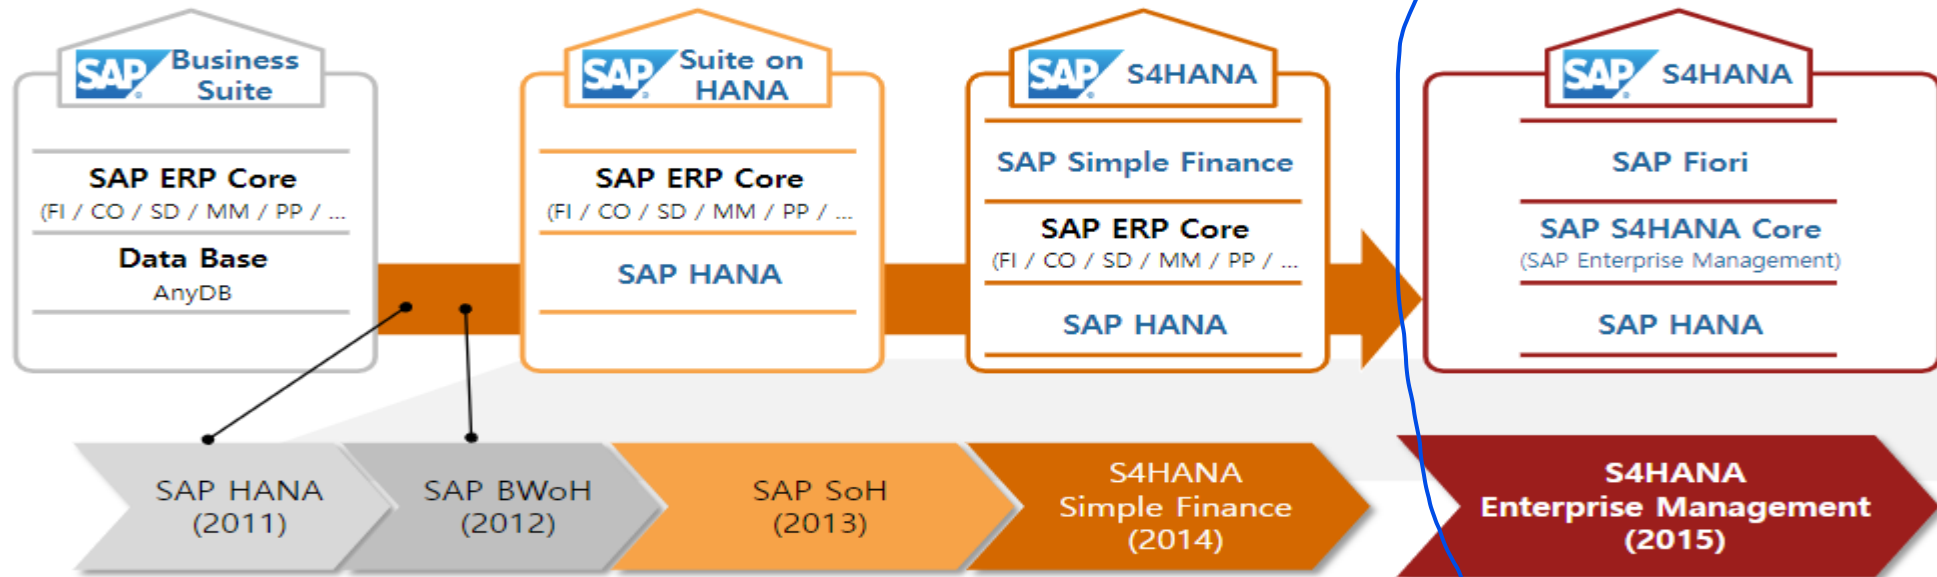 SAP Business
Suite
SAP ERP Core
(FI / CO / SD / MM / PP / ...
Data Base
AnyDB
SAP Suite on
HANA
SAP ERP Core
(FI / CO / SD / MM / PP / ...
SAP HANA
SAP S4HANA
SAP Simple Finance
SAP ERP Core
(FI / CO / SD / MM / PP / ...
SAP HANA
SAP S4HANA
SAP Fiori
SAP S4HANA Core
(SAP Enterprise Management)
SAP HANA
SAP HANA
(2011)
SAP BWoH
(2012)
SAP SoH
(2013)
S4HANA
Simple Finance
(2014)
S4HANA
Enterprise Management
(2015)